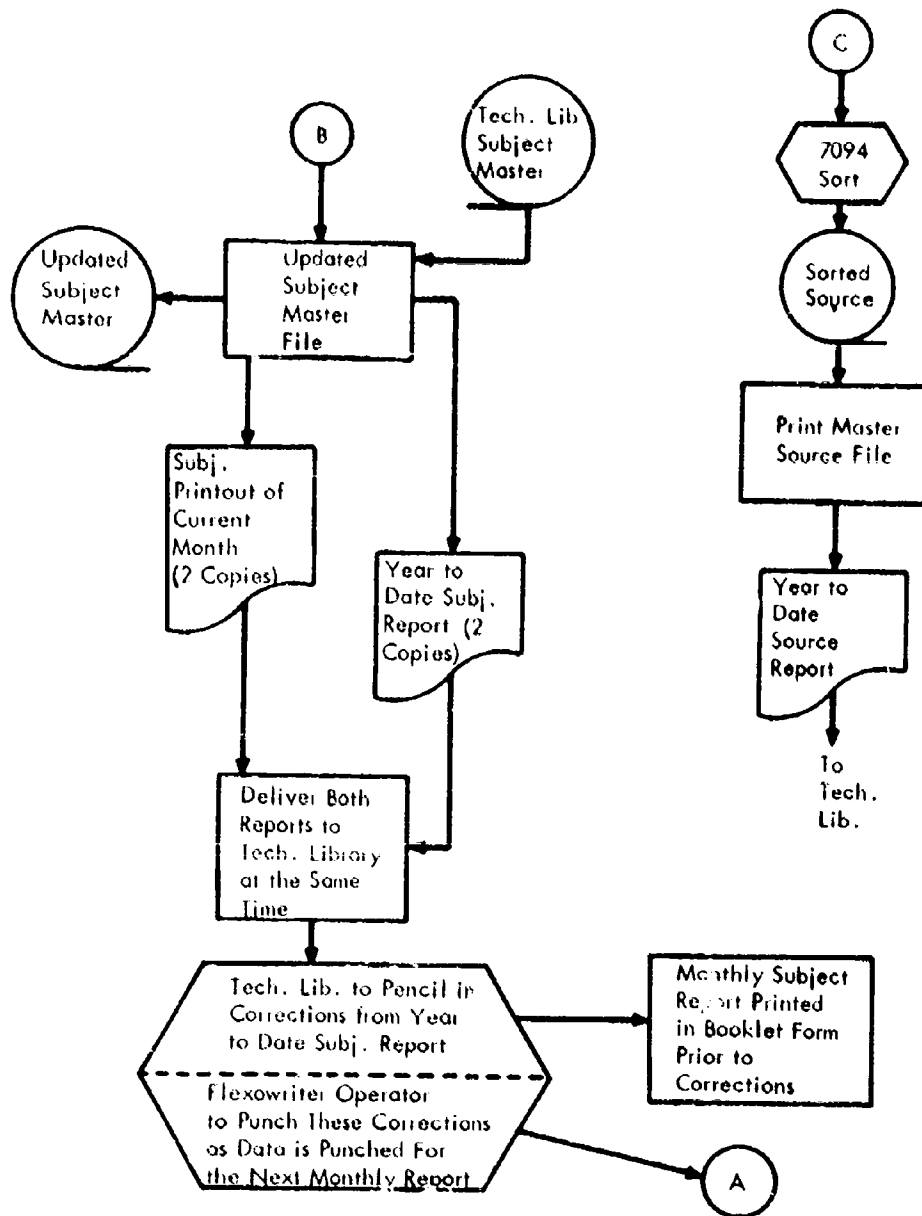 B
Tech. Lib
Subject
Master
Updated
Subject
Master
Updated
Subject
Master
File
Subj.
Printout of
Current
Month
(2 Copies)
Year to
Date Subj.
Report (2
Copies)
Deliver Both
Reports to
Tech. Library
at the Same
Time
Tech. Lib. to Pencil in
Corrections from Year
to Date Subj. Report
Flexowriter Operator
to Punch These Corrections
as Data is Punched For
the Next Monthly Report
Monthly Subject
Report Printed
in Booklet Form
Prior to
Corrections
A
C
7094
Sort
Sorted
Source
Print Master
Source File
Year to
Date
Source
Report
To
Tech.
Lib.